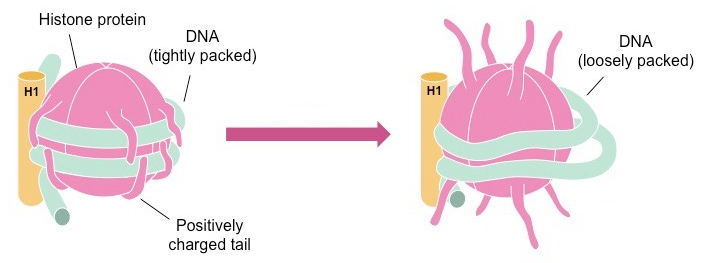 Histone protein
DNA
(tightly packed)
H1
Positively
charged tail
H1
DNA
(loosely packed)